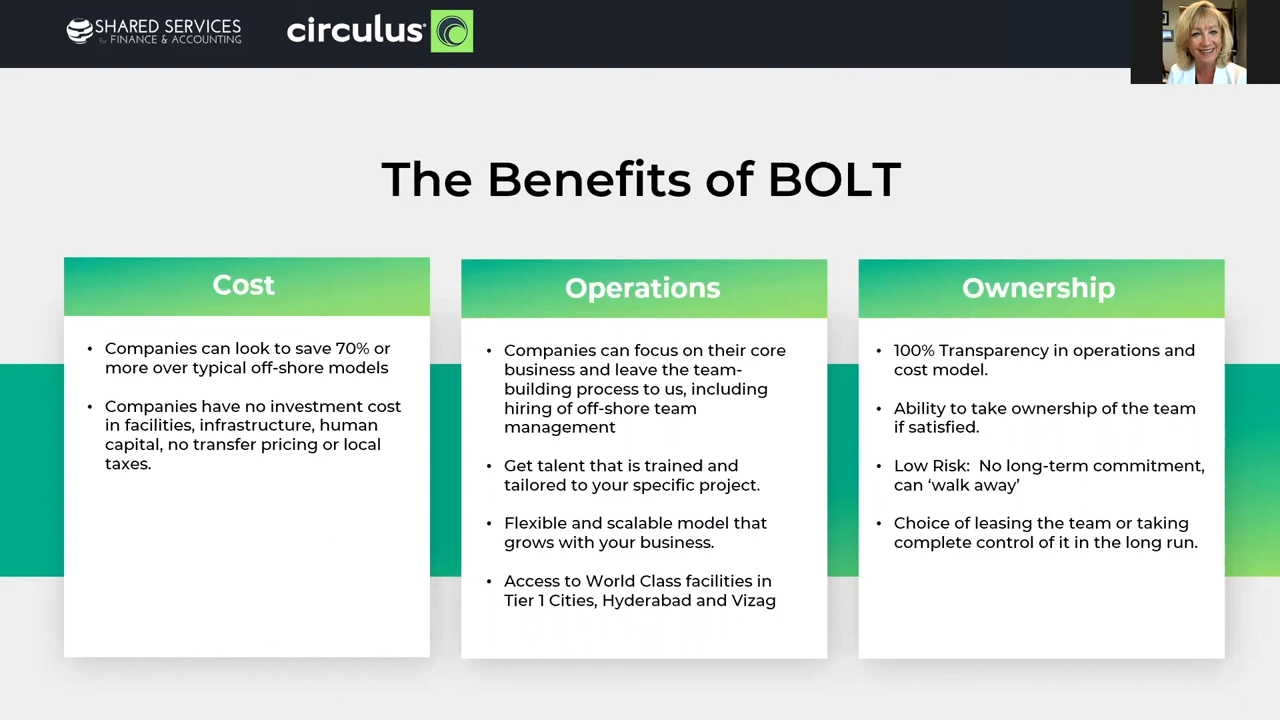 SHARED SERVICES
for FINANCE & ACCOUNTING
circulus
The Benefits of BOLT
Cost
• Companies can look to save 70% or
more over typical off-shore models
• Companies have no investment cost
in facilities, infrastructure, human
capital, no transfer pricing or local
taxes.
Operations
• Companies can focus on their core
business and leave the team-
building process to us, including
hiring of off-shore team
management
• Get talent that is trained and
tailored to your specific project.
• Flexible and scalable model that
grows with your business.
• Access to World Class facilities in
Tier 1 Cities, Hyderabad and Vizag
Ownership
• 100% Transparency in operations and
cost model.
• Ability to take ownership of the team
if satisfied.
• Low Risk:  No long-term commitment,
can ‘walk away’
• Choice of leasing the team or taking
complete control of it in the long run.